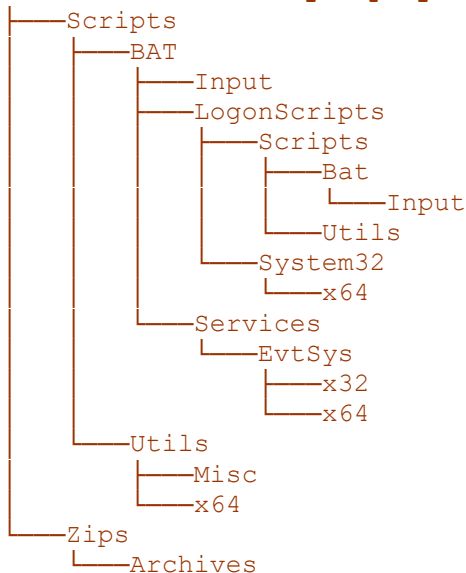 Scripts
BAT
Input
LogonScripts
Scripts
Bat
Input
Utils
System32
x64
Services
EvtSys
x32
x64
Utils
Misc
x64
Zips
Archives